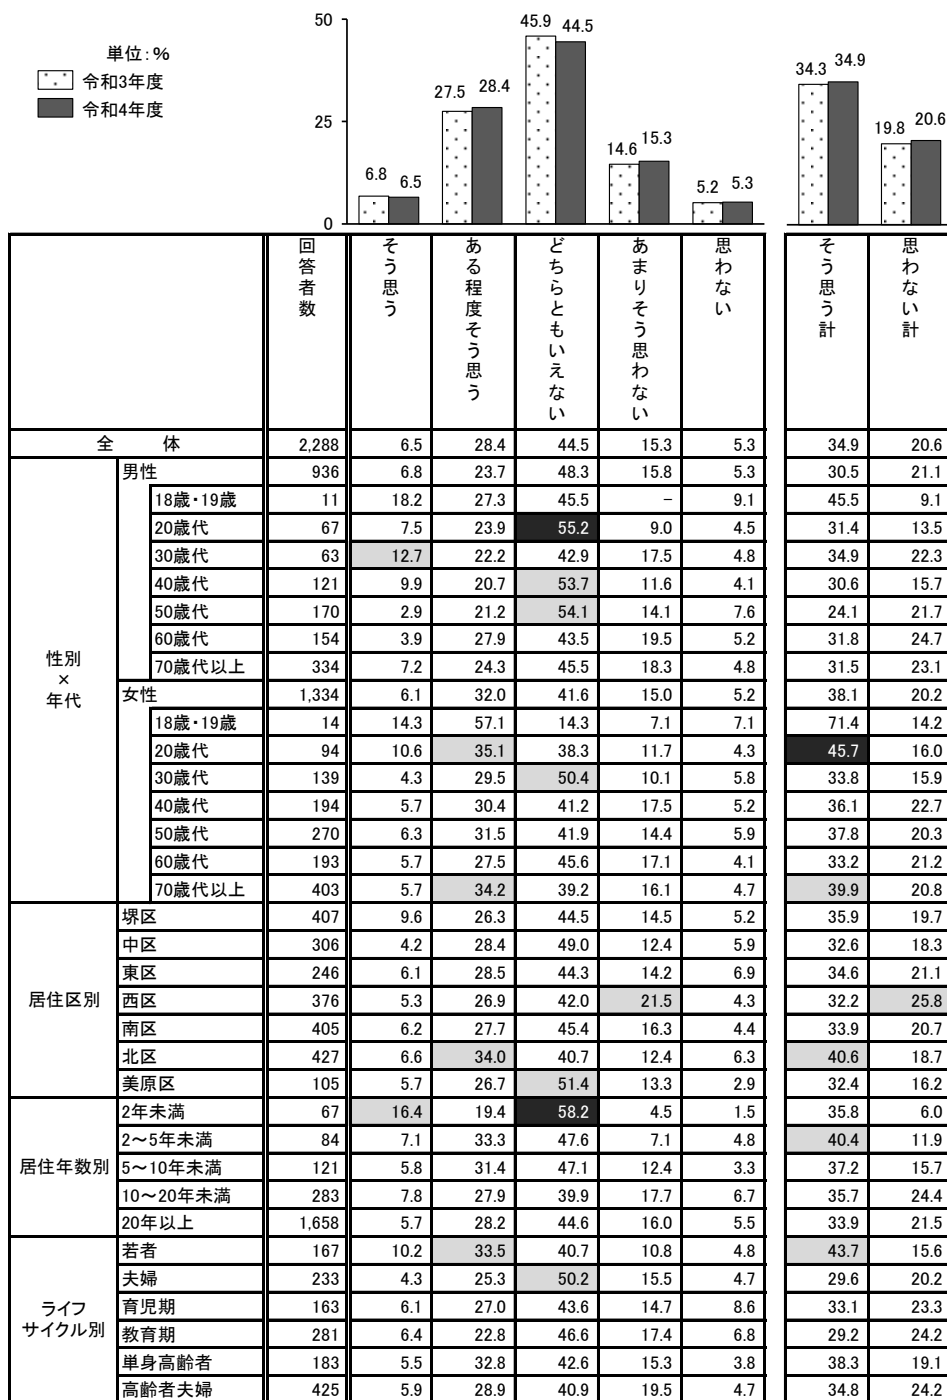 単位:%
令和3年度
令和4年度
50
25
0
6.8 6.5
27.5 28.4
45.9 44.5
14.6 15.3
5.2 5.3
34.3 34.9
19.8 20.6
回答者数 そう思う ある程度そう思う どちらともいえない あまりそう思わない 思わない そう思う計 思わない計
全体 2,288 6.5 28.4 44.5 15.3 5.3 34.9 20.6
性別×年代
男性 936 6.8 23.7 48.3 15.8 5.3 30.5 21.1
18歳・19歳 11 18.2 27.3 45.5 − 9.1 45.5 9.1
20歳代 67 7.5 23.9 55.2 9.0 4.5 31.4 13.5
30歳代 63 12.7 22.2 42.9 17.5 4.8 34.9 22.3
40歳代 121 9.9 20.7 53.7 11.6 4.1 30.6 15.7
50歳代 170 2.9 21.2 54.1 14.1 7.6 24.1 21.7
60歳代 154 3.9 27.9 43.5 19.5 5.2 31.8 24.7
70歳代以上 334 7.2 24.3 45.5 18.3 4.8 31.5 23.1
女性 1,334 6.1 32.0 41.6 15.0 5.2 38.1 20.2
18歳・19歳 14 14.3 57.1 14.3 7.1 7.1 71.4 14.2
20歳代 94 10.6 35.1 38.3 11.7 4.3 45.7 16.0
30歳代 139 4.3 29.5 50.4 10.1 5.8 33.8 15.9
40歳代 194 5.7 30.4 41.2 17.5 5.2 36.1 22.7
50歳代 270 6.3 31.5 41.9 14.4 5.9 37.8 20.3
60歳代 193 5.7 27.5 45.6 17.1 4.1 33.2 21.2
70歳代以上 403 5.7 34.2 39.2 16.1 4.7 39.9 20.8
居住区別
堺区 407 9.6 26.3 44.5 14.5 5.2 35.9 19.7
中区 306 4.2 28.4 49.0 12.4 5.9 32.6 18.3
東区 246 6.1 28.5 44.3 14.2 6.9 34.6 21.1
西区 376 5.3 26.9 42.0 21.5 4.3 32.2 25.8
南区 405 6.2 27.7 45.4 16.3 4.4 33.9 20.7
北区 427 6.6 34.0 40.7 12.4 6.3 40.6 18.7
美原区 105 5.7 26.7 51.4 13.3 2.9 32.4 16.2
居住年数別
2年未満 67 16.4 19.4 58.2 4.5 1.5 35.8 6.0
2~5年未満 84 7.1 33.3 47.6 7.1 4.8 40.4 11.9
5~10年未満 121 5.8 31.4 47.1 12.4 3.3 37.2 15.7
10~20年未満 283 7.8 27.9 39.9 17.7 6.7 35.7 24.4
20年以上 1,658 5.7 28.2 44.6 16.0 5.5 33.9 21.5
ライフサイクル別
若者 167 10.2 33.5 40.7 10.8 4.8 43.7 15.6
夫婦 233 4.3 25.3 50.2 15.5 4.7 29.6 20.2
育児期 163 6.1 27.0 43.6 14.7 8.6 33.1 23.3
教育期 281 6.4 22.8 46.6 17.4 6.8 29.2 24.2
単身高齢者 183 5.5 32.8 42.6 15.3 3.8 38.3 19.1
高齢者夫婦 425 5.9 28.9 40.9 19.5 4.7 34.8 24.2